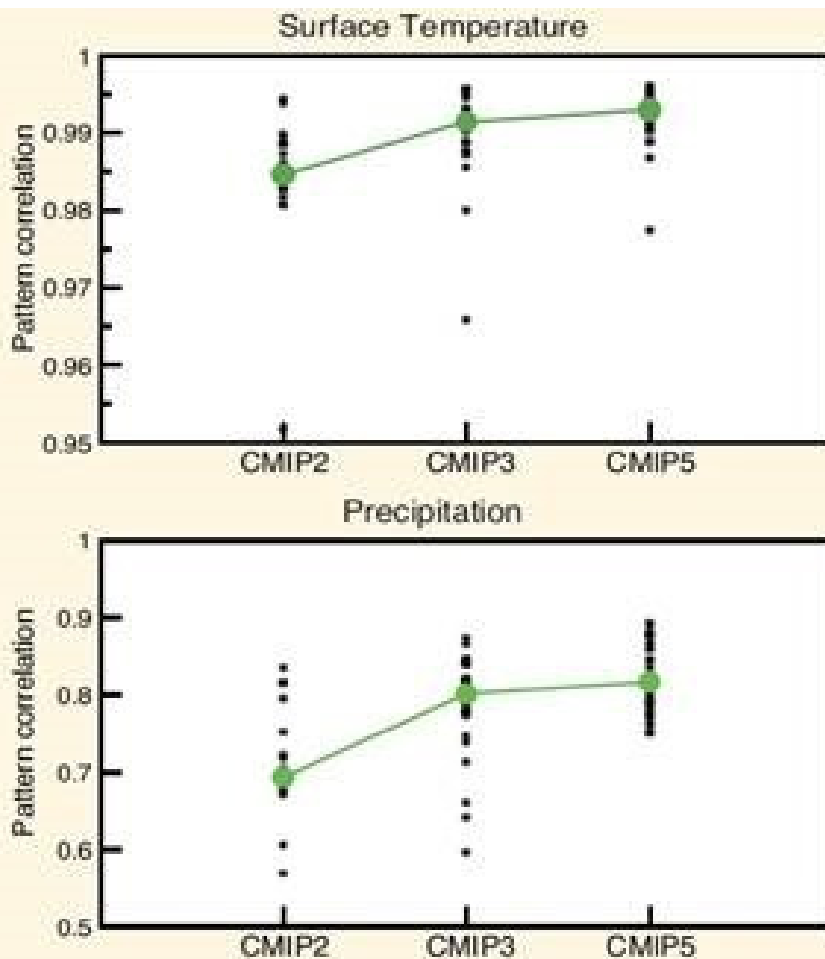 Surface Temperature
1
0.99
0.98
0.97
0.96
0.95
Pattern correlation
CMIP2 CMIP3 CMIP5
Precipitation
1
0.9
0.8
0.7
0.6
0.5
Pattern correlation
CMIP2 CMIP3 CMIP5